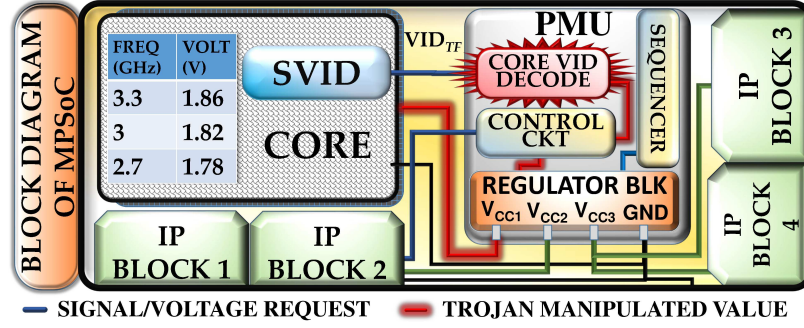 BLOCK DIAGRAM
OF MPSoC
FREQ
(GHz)
VOLT
(V)
3.3 1.86
3 1.82
2.7 1.78
SVID
CORE
IP
BLOCK 1
IP
BLOCK 2
VID_TF
PMU
CORE VID
DECODE
CONTROL
CKT
SEQUENCER
REGULATOR BLK
VCC1 VCC2 VCC3 GND
IP
BLOCK 3
IP
BLOCK
4
SIGNAL/VOLTAGE REQUEST
TROJAN MANIPULATED VALUE